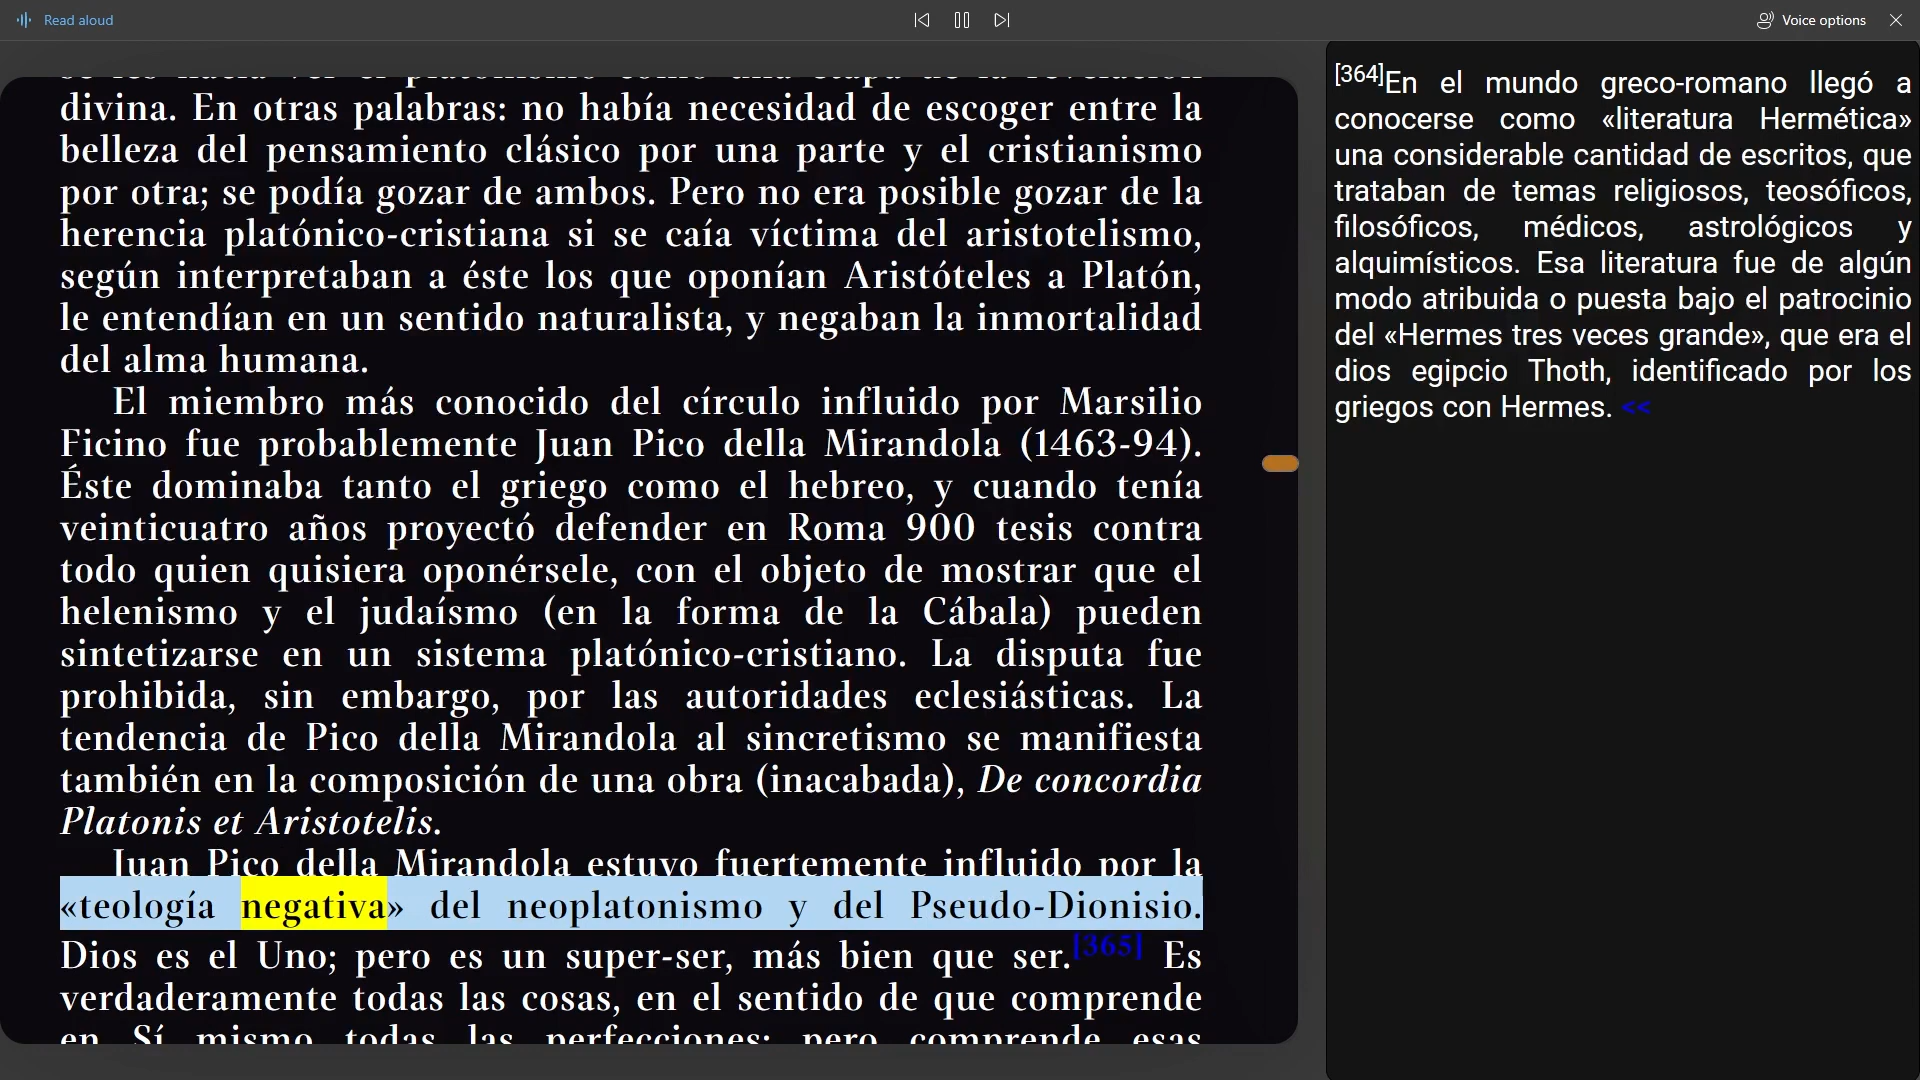 Read aloud
Voice options
divina. En otras palabras: no había necesidad de escoger entre la
belleza del pensamiento clásico por una parte y el cristianismo
por otra; se podía gozar de ambos. Pero no era posible gozar de la
herencia platónico-cristiana si se caía víctima del aristotelismo,
según interpretaban a éste los que oponían Aristóteles a Platón,
le entendían en un sentido naturalista, y negaban la inmortalidad
del alma humana.
El miembro más conocido del círculo influido por Marsilio
Ficino fue probablemente Juan Pico della Mirandola (1463-94).
Éste dominaba tanto el griego como el hebreo, y cuando tenía
veinticuatro años proyectó defender en Roma 900 tesis contra
todo quien quisiera oponérsele, con el objeto de mostrar que el
helenismo y el judaísmo (en la forma de la Cábala) pueden
sintetizarse en un sistema platónico-cristiano. La disputa fue
prohibida, sin embargo, por las autoridades eclesiásticas. La
tendencia de Pico della Mirandola al sincretismo se manifiesta
también en la composición de una obra (inacabada), De concordia
Platonis et Aristotelis.
Juan Pico della Mirandola estuvo fuertemente influido por la
«teología negativa» del neoplatonismo y del Pseudo-Dionisio.
Dios es el Uno; pero es un super-ser, más bien que ser.[365] Es
verdaderamente todas las cosas, en el sentido de que comprende
en Sí mismo todas las perfecciones; pero comprende esas
[364]En el mundo greco-romano llegó a
conocerse como «literatura Hermética»
una considerable cantidad de escritos, que
trataban de temas religiosos, teosóficos,
filosóficos, médicos, astrológicos y
alquimísticos. Esa literatura fue de algún
modo atribuida o puesta bajo el patrocinio
del «Hermes tres veces grande», que era el
dios egipcio Thoth, identificado por los
griegos con Hermes. <<